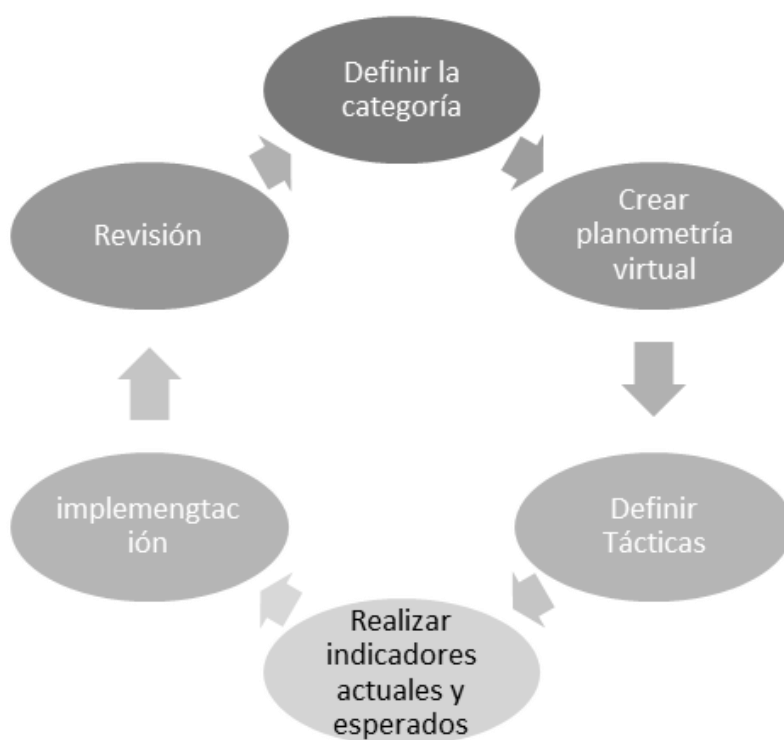 Definir la
categoría
Crear
planometría
virtual
Definir
Tácticas
Realizar
indicadores
actuales y
esperados
implemengtac
ión
Revisión